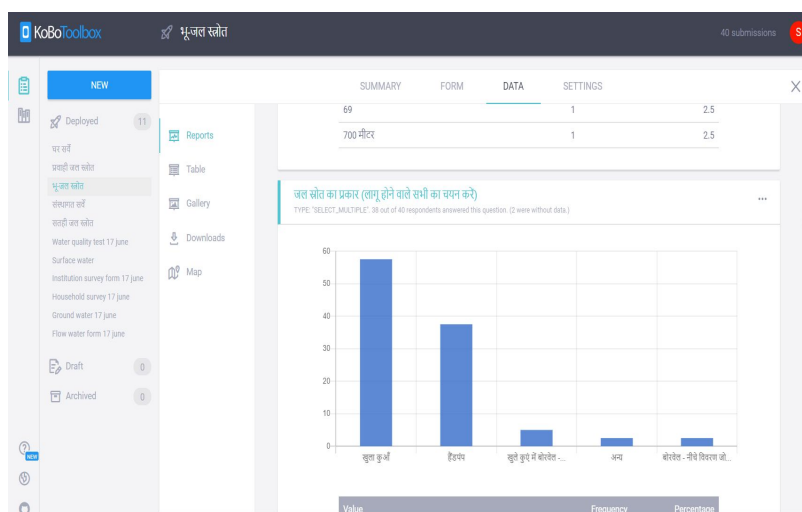 KoBoToolbox
भू-जल स्त्रोत
40 submissions
S
NEW
Deployed 11
घर सर्वे
प्रवाही जल स्त्रोत
भू-जल स्त्रोत
संस्थागत सर्वे
सतही जल स्त्रोत
Water quality test 17 june
Surface water
Institution survey form 17 june
Household survey 17 june
Ground water 17 june
Flow water form 17 june
Draft 0
Archived 0
NEW
Reports
Table
Gallery
Downloads
Map
SUMMARY FORM DATA SETTINGS
69 1 2.5
700 मीटर 1 2.5
जल स्रोत का प्रकार (लागू होने वाले सभी का चयन करें)
TYPE: "SELECT_MULTIPLE". 38 out of 40 respondents answered this question. (2 were without data.)
60
50
40
30
20
10
0
खुला कुआँ हैंडपंप खुले कुएं में बोरवेल -... अन्य बोरवेल - नीचे विवरण जो...
Value Frequency Percentage